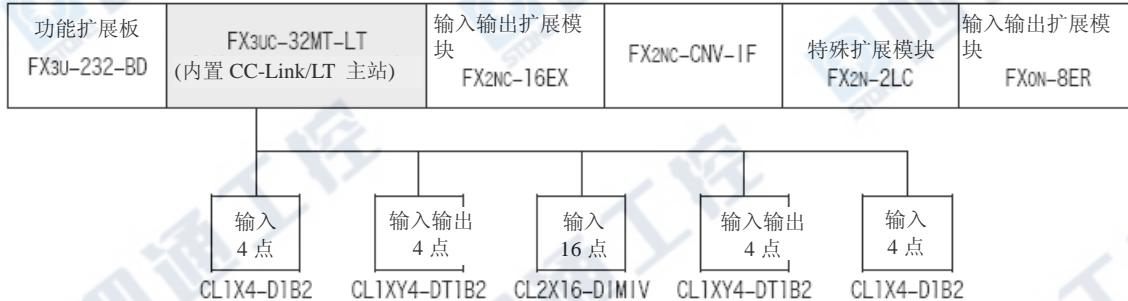 功能扩展板
FX3U-232-BD
FX3UC-32MT-LT
(内置 CC-Link/LT 主站)
输入输出扩展模
块
FX2NC-16EX
FX2NC-CNV-IF
特殊扩展模块
FX2N-2LC
输入输出扩展模
块
FX0N-8ER
输入
4 点
输入输出
4 点
输入
16 点
输入输出
4 点
输入
4 点
CL1X4-D1B2
CL1XY4-DT1B2
CL2X16-D1M1V
CL1XY4-DT1B2
CL1X4-D1B2